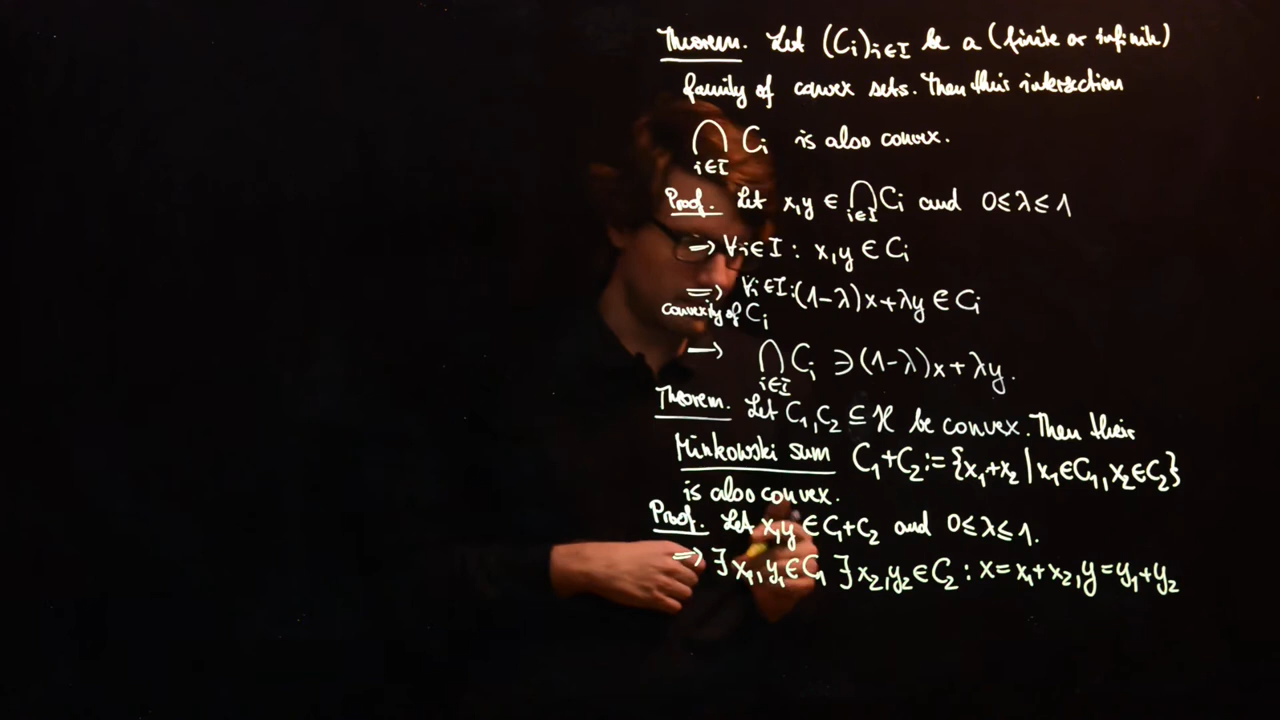 Theorem. Let (Cᵢ)ᵢ∈I be a (finite or infinite)
family of convex sets. Then their intersection
⋂ᵢ∈I Cᵢ is also convex.
Proof. Let x,y ∈ ⋂ᵢ∈I Cᵢ and 0≤λ≤1
⇒ ∀i∈I : x,y ∈ Cᵢ
⇒ ∀i∈I: (1-λ)x+λy ∈ Cᵢ
convexity of Cᵢ
⇒ ⋂ᵢ∈I Cᵢ ∋ (1-λ)x+λy.
Theorem. Let C₁,C₂ ⊆ ℋ be convex. Then their
Minkowski sum C₁+C₂:={x₁+x₂ | x₁∈C₁, x₂∈C₂}
is also convex.
Proof. Let x,y ∈ C₁+C₂ and 0≤λ≤1.
⇒ ∃ x₁,y₁∈C₁ ∃ x₂,y₂∈C₂ : x=x₁+x₂, y=y₁+y₂